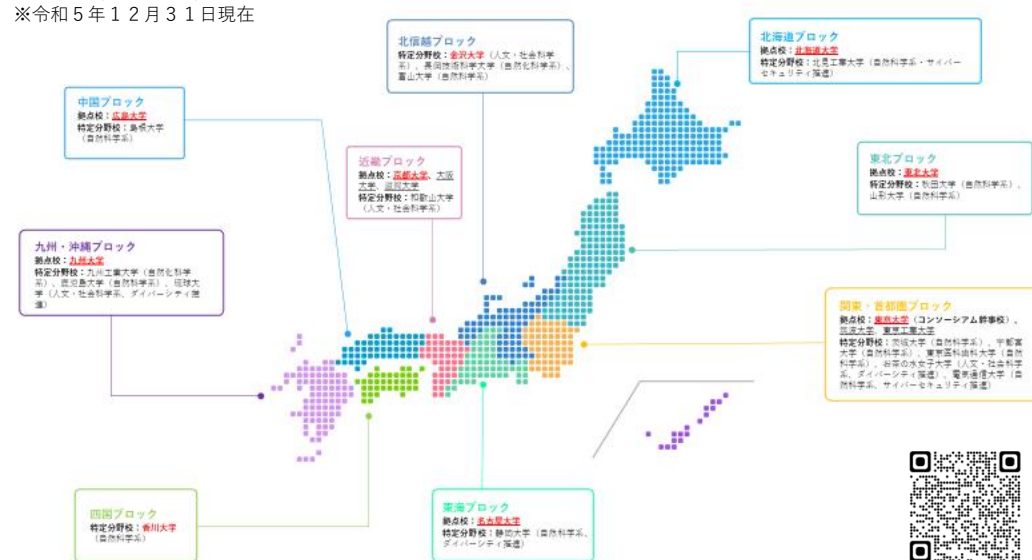 ※令和５年１２月３１日現在
北信越ブロック
特定分野校：金沢大学（人文・社会科学
系）、長岡技術科学大学（自然化科学系）、
富山大学（自然科学系）
北海道ブロック
拠点校：北海道大学
特定分野校：北見工業大学（自然科学系・サイバー
セキュリティ推進）
中国ブロック
拠点校：広島大学
特定分野校：島根大学
（自然科学系）
近畿ブロック
拠点校：京都大学、大阪
大学、滋賀大学
特定分野校：和歌山大学
（人文・社会科学系）
東北ブロック
拠点校：東北大学
特定分野校：秋田大学（自然科学系）、
山形大学（自然科学系）
九州・沖縄ブロック
拠点校：九州大学
特定分野校：九州工業大学（自然化科学
系）、鹿児島大学（自然科学系）、琉球大
学（人文・社会科学系、ダイバーシティ推
進）
関東・首都圏ブロック
拠点校：東京大学（コンソーシアム幹事校）、
筑波大学、東京工業大学
特定分野校：茨城大学（自然科学系）、宇都宮
大学（自然科学系）、東京医科歯科大学（自然
科学系）、お茶の水女子大学（人文・社会科学
系、ダイバーシティ推進）、電気通信大学（自
然科学系、サイバーセキュリティ推進）
四国ブロック
特定分野校：香川大学
（自然科学系）
東海ブロック
拠点校：名古屋大学
特定分野校：静岡大学（自然科学系、
ダイバーシティ推進）